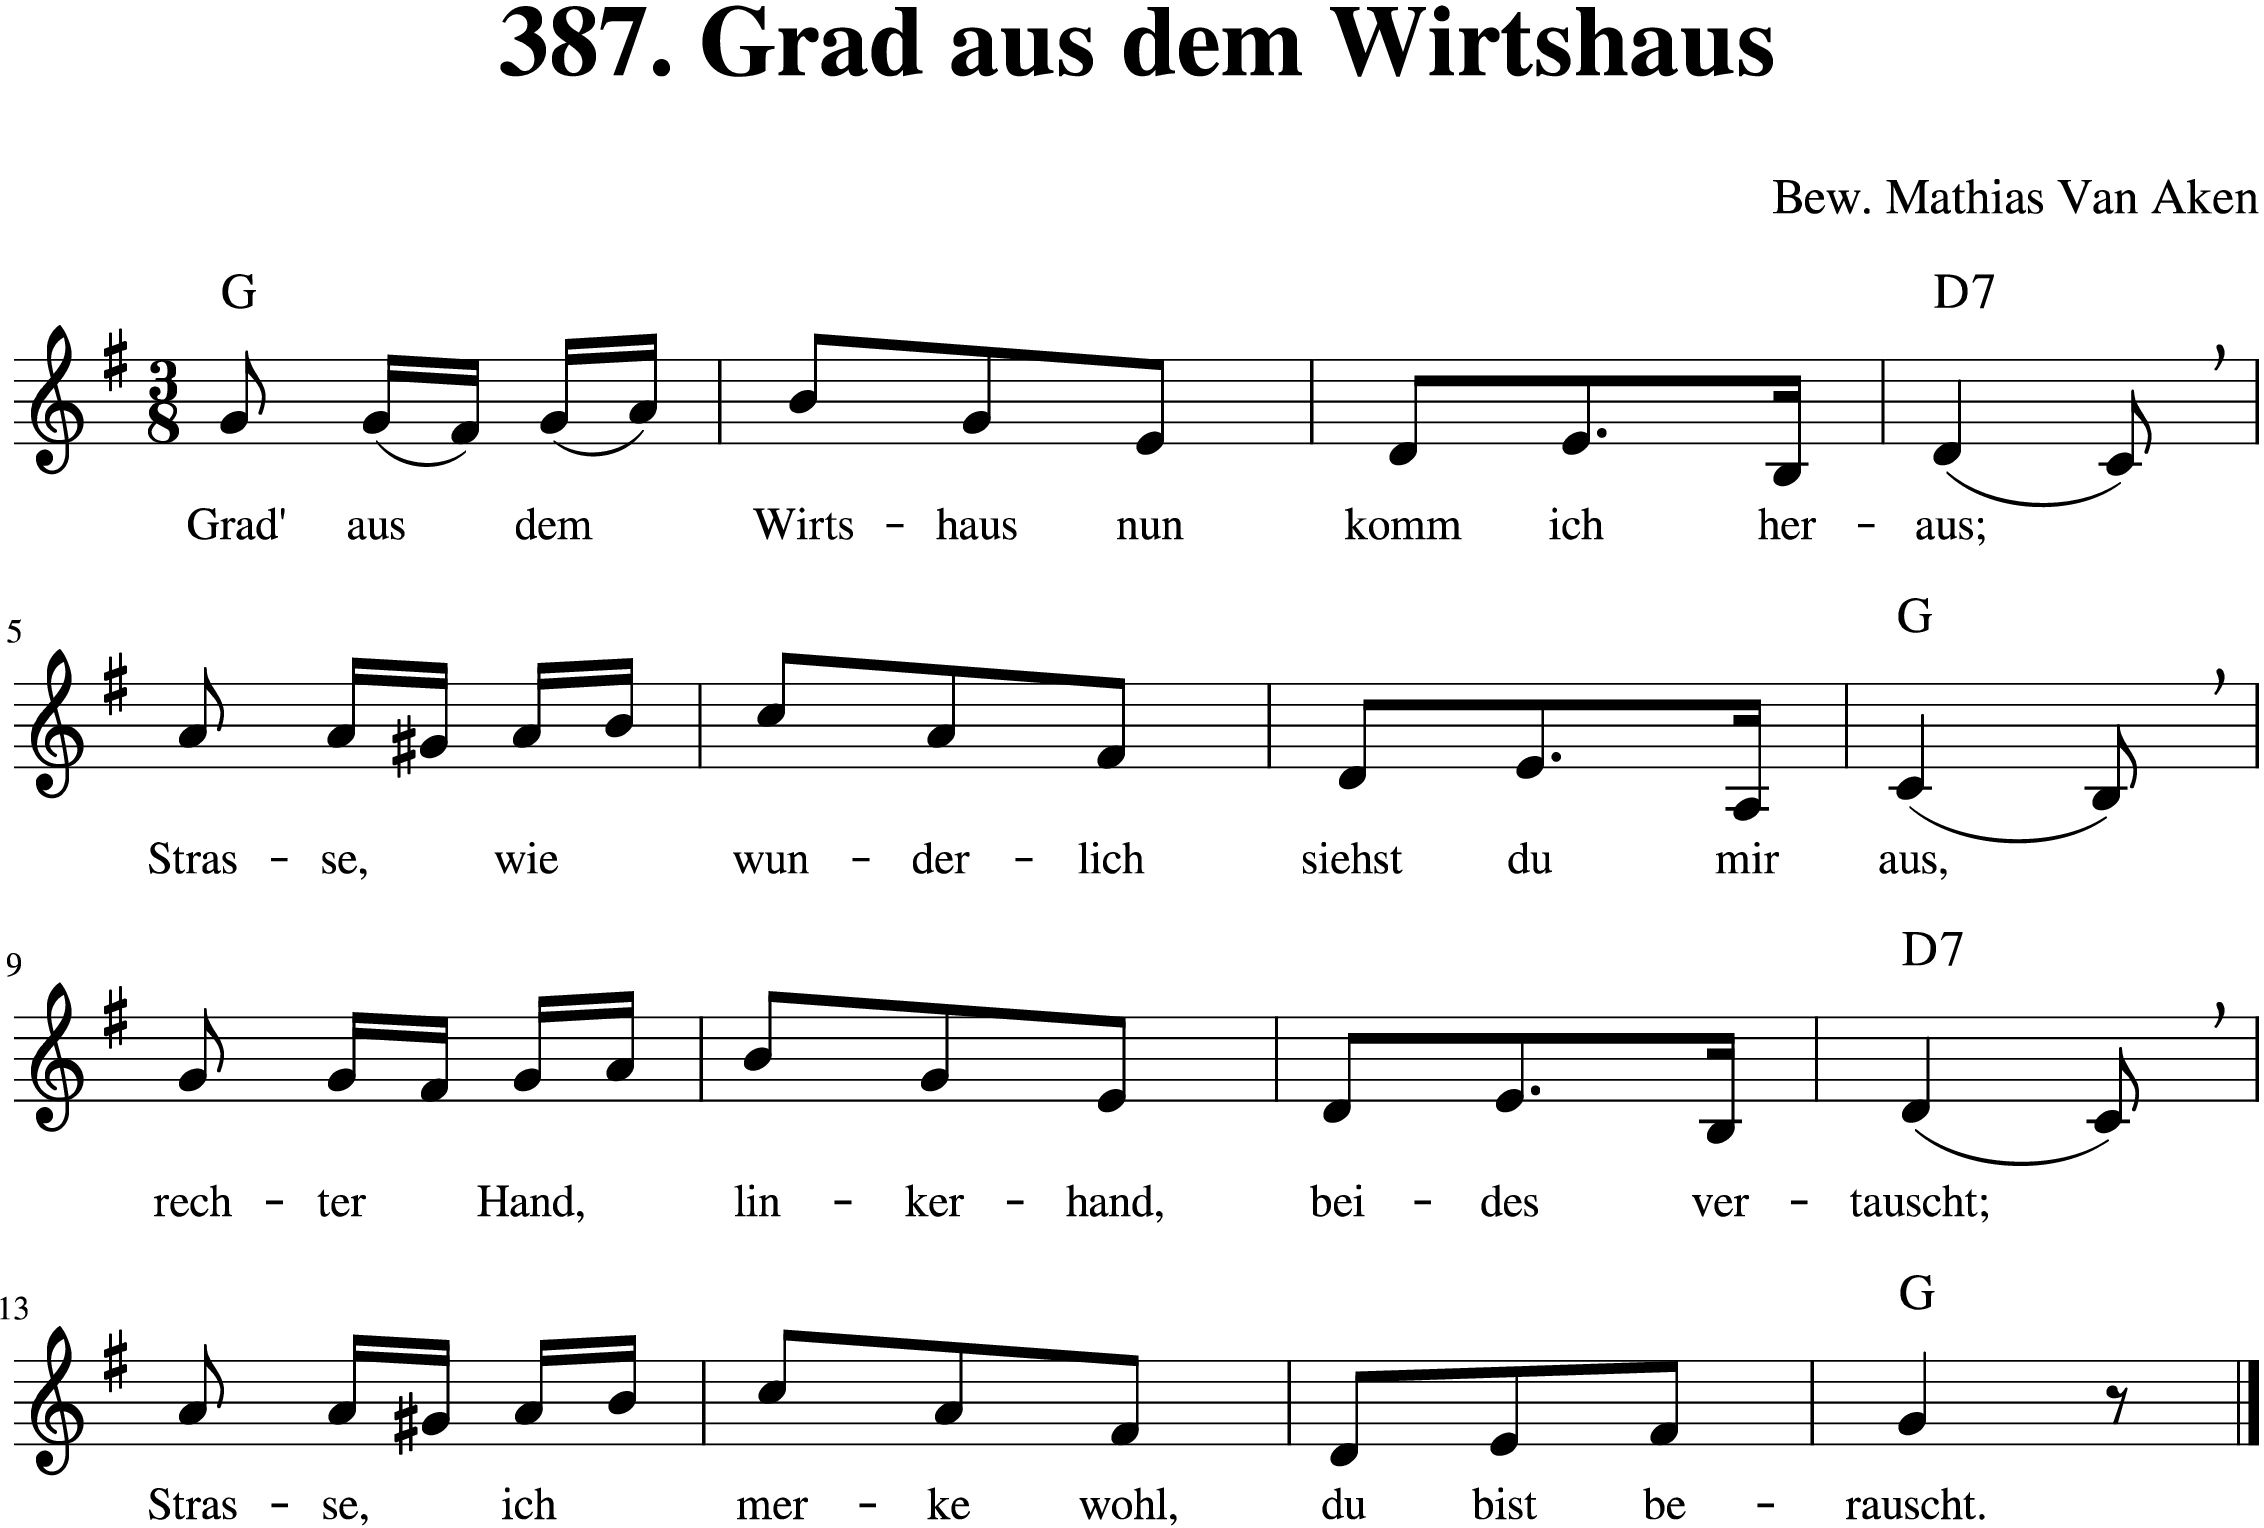 387. Grad aus dem Wirtshaus
Bew. Mathias Van Aken
G D7
3
8
Grad' aus dem Wirts - haus nun komm ich her - aus;
5 G
Stras - se, wie wun - der - lich siehst du mir aus,
9 D7
rech - ter Hand, lin - ker - hand, bei - des ver - tauscht;
13 G
Stras - se, ich mer - ke wohl, du bist be - rauscht.